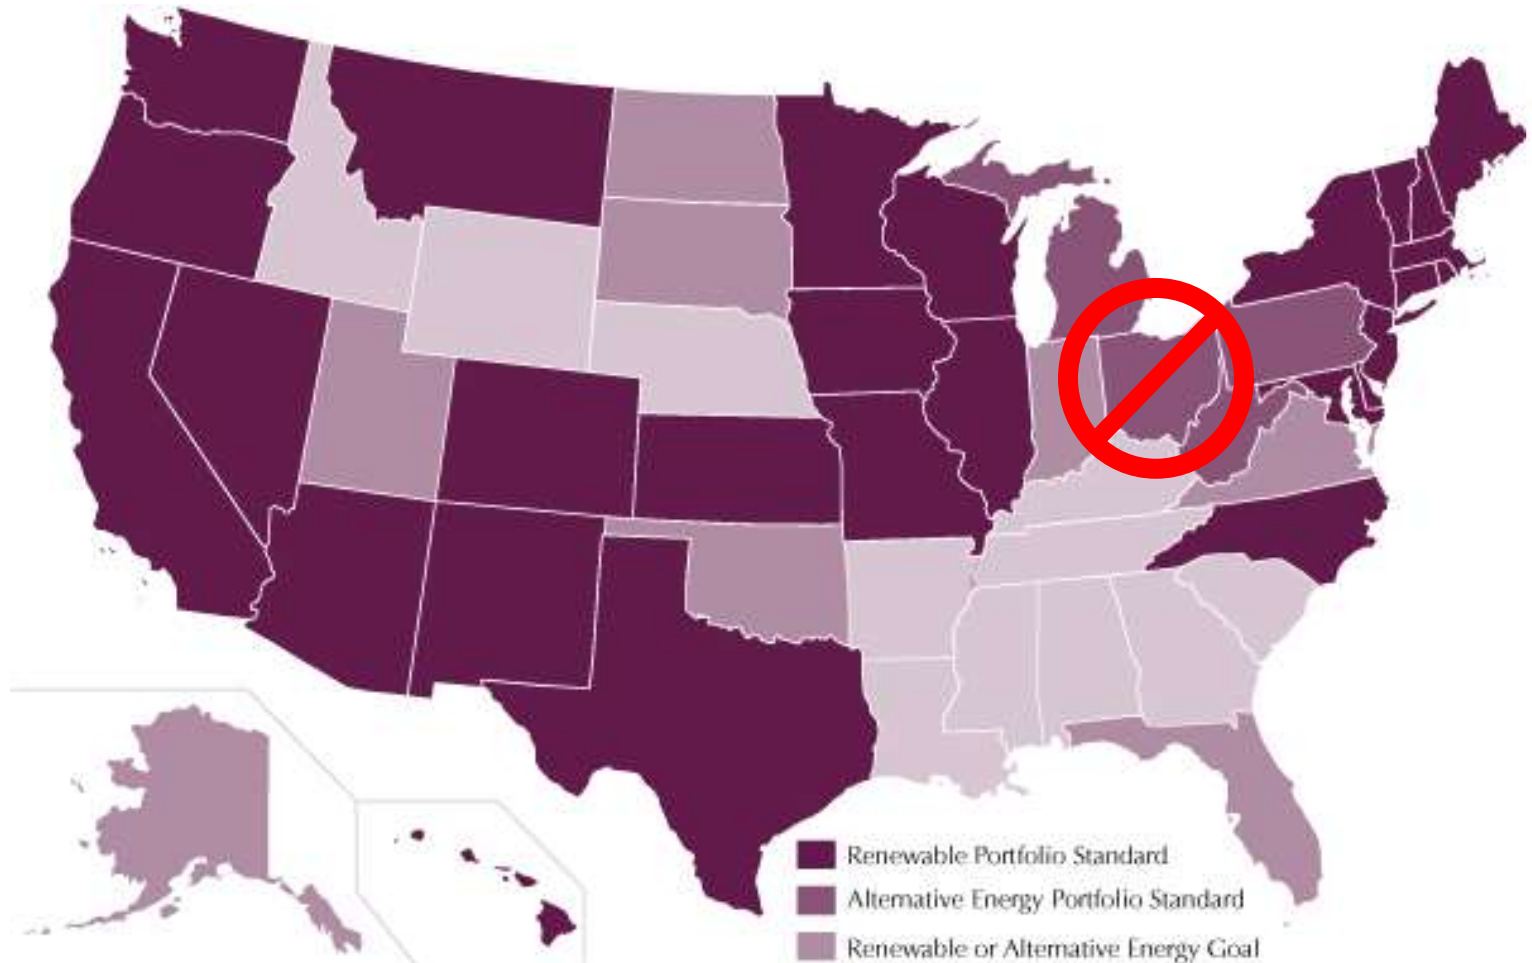 Renewable Portfolio Standard
Alternative Energy Portfolio Standard
Renewable or Alternative Energy Goal